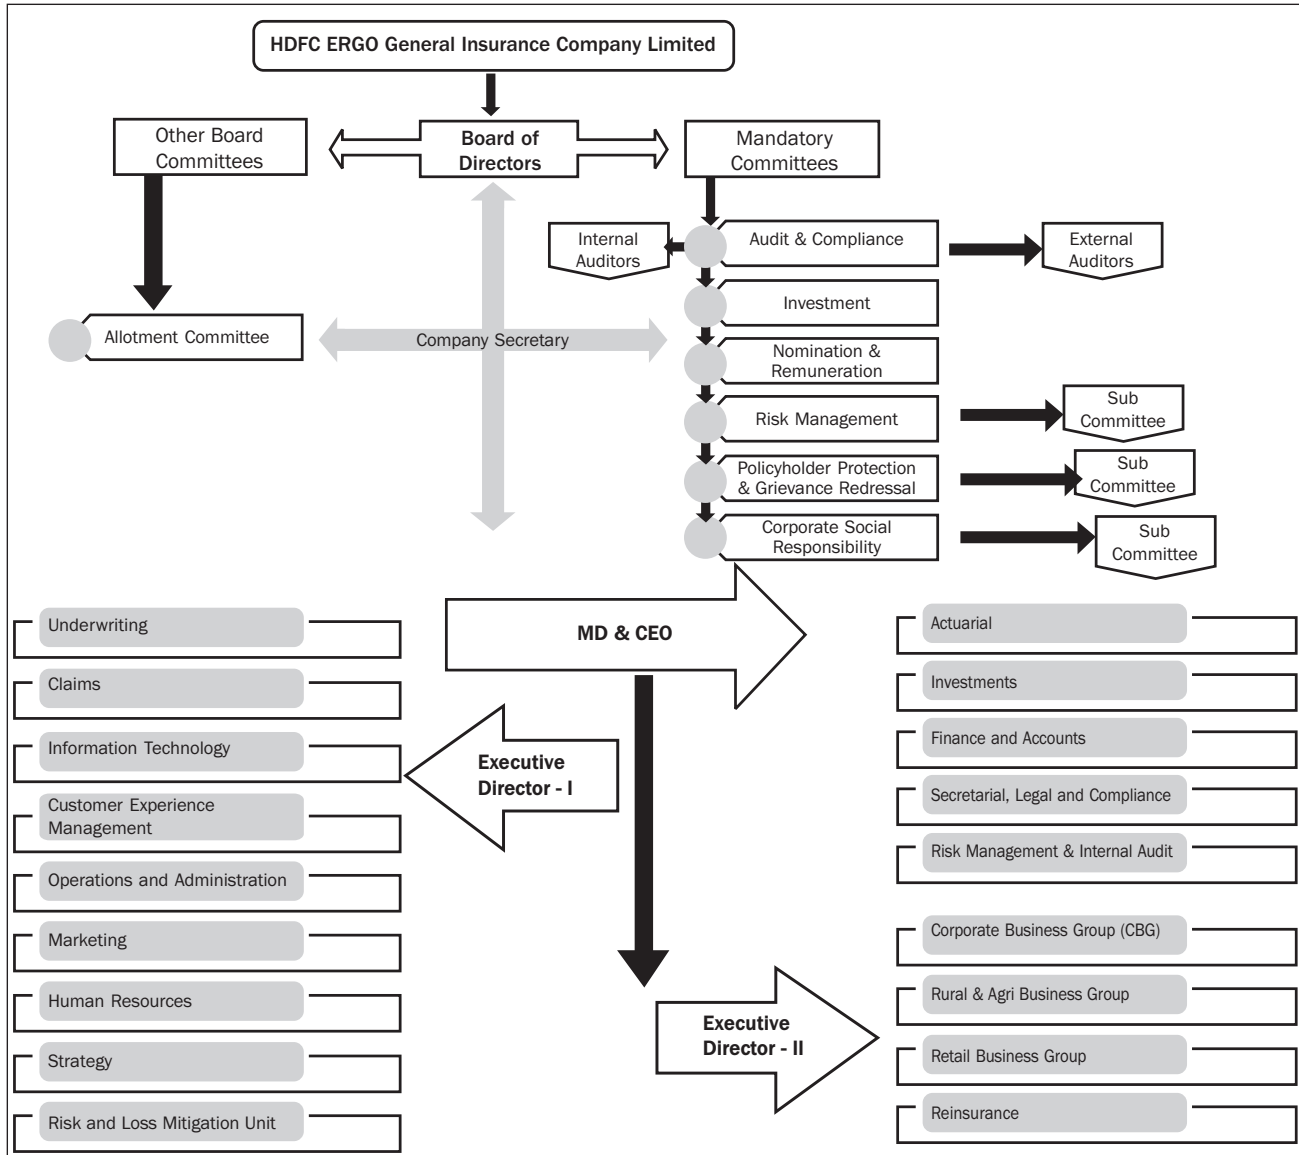 HDFC ERGO General Insurance Company Limited
Other Board
Committees
Board of
Directors
Mandatory
Committees
Internal
Auditors
Audit & Compliance
External
Auditors
Investment
Allotment Committee
Company Secretary
Nomination &
Remuneration
Risk Management
Sub
Committee
Policyholder Protection
& Grievance Redressal
Sub
Committee
Corporate Social
Responsibility
Sub
Committee
MD & CEO
Underwriting
Claims
Information Technology
Customer Experience
Management
Operations and Administration
Marketing
Human Resources
Strategy
Risk and Loss Mitigation Unit
Executive
Director - I
Actuarial
Investments
Finance and Accounts
Secretarial, Legal and Compliance
Risk Management & Internal Audit
Executive
Director - II
Corporate Business Group (CBG)
Rural & Agri Business Group
Retail Business Group
Reinsurance